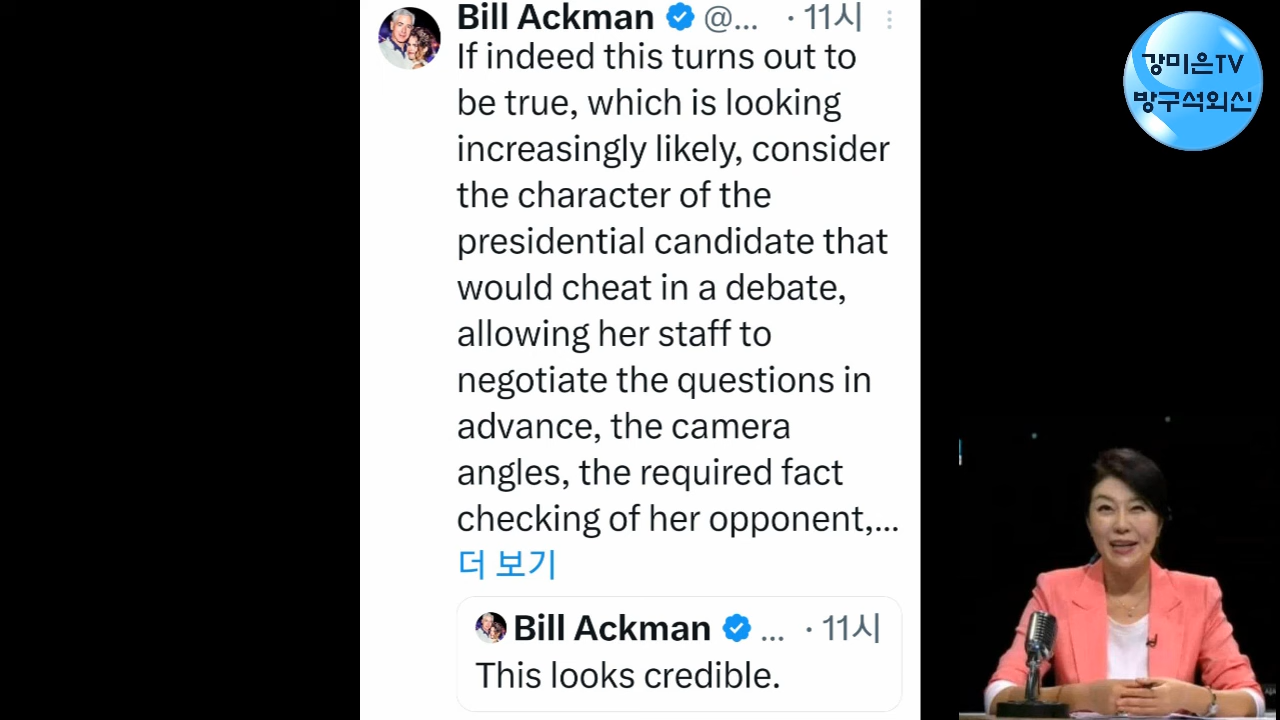 Bill Ackman @... · 11시
If indeed this turns out to
be true, which is looking
increasingly likely, consider
the character of the
presidential candidate that
would cheat in a debate,
allowing her staff to
negotiate the questions in
advance, the camera
angles, the required fact
checking of her opponent,...
더 보기
Bill Ackman ... · 11시
This looks credible.
강미은TV
방구석외신